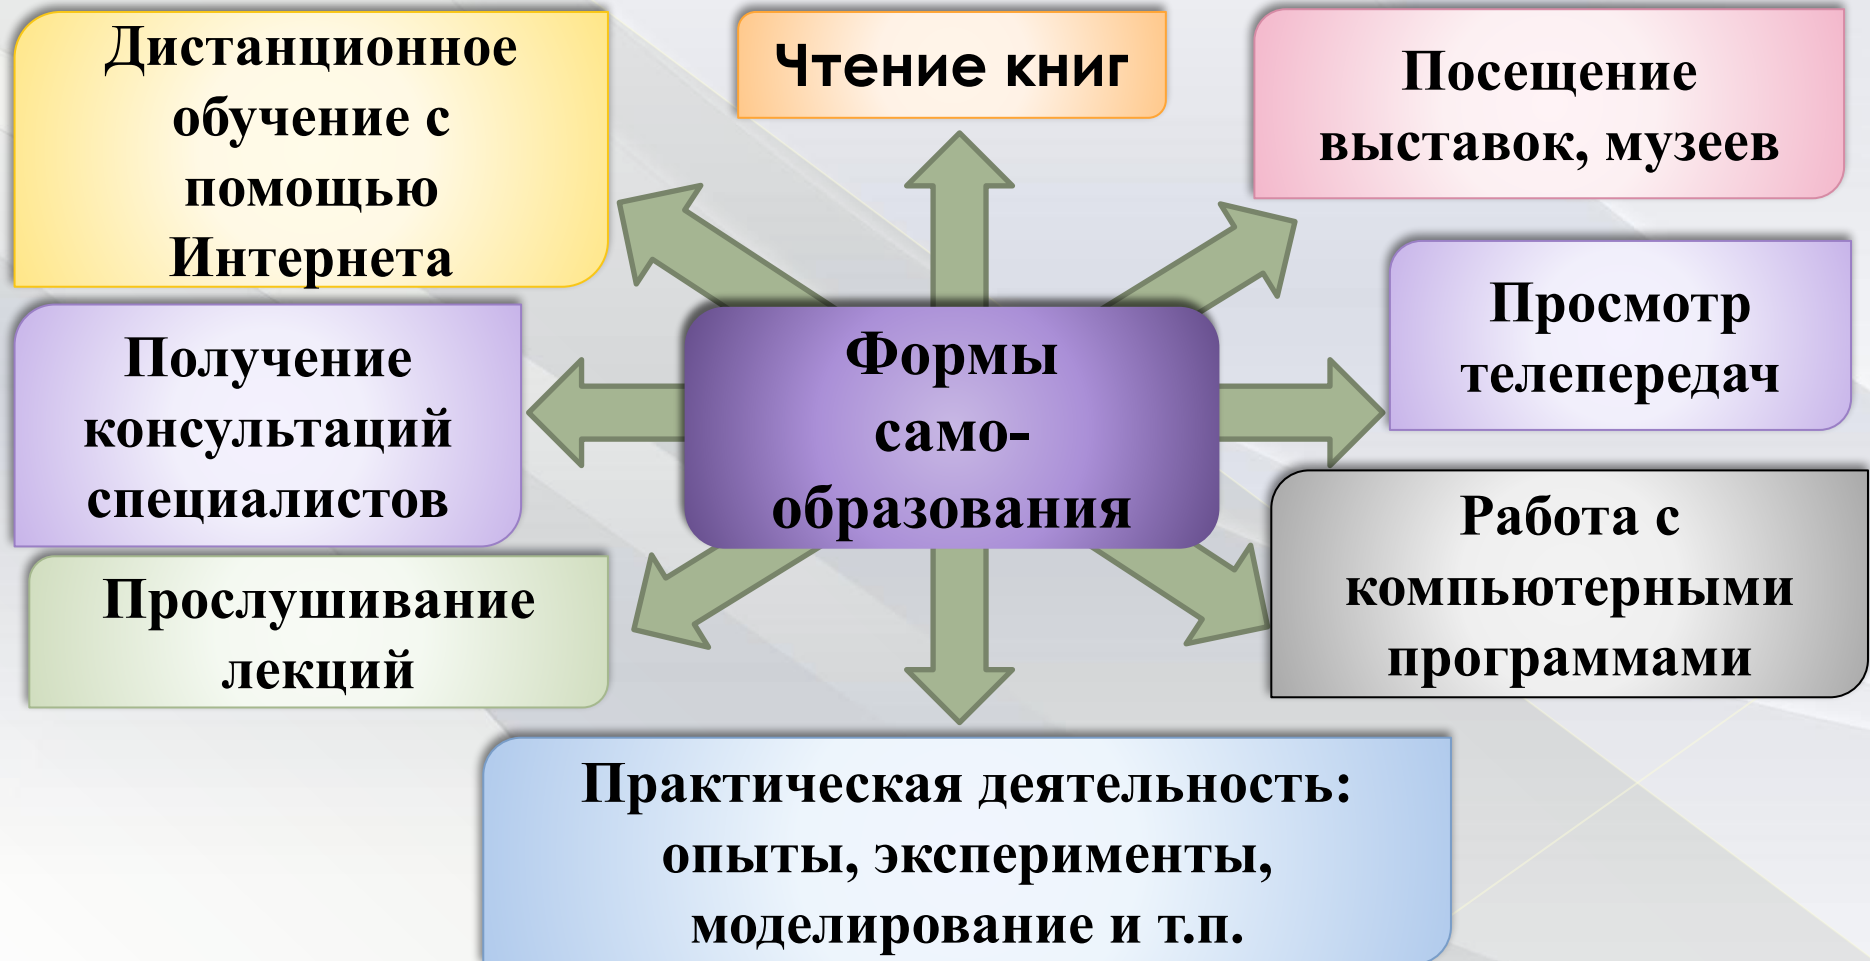 Дистанционное
обучение с
помощью
Интернета
Чтение книг
Посещение
выставок, музеев
Получение
консультаций
специалистов
Формы
само-
образования
Просмотр
телепередач
Прослушивание
лекций
Работа с
компьютерными
программами
Практическая деятельность:
опыты, эксперименты,
моделирование и т.п.